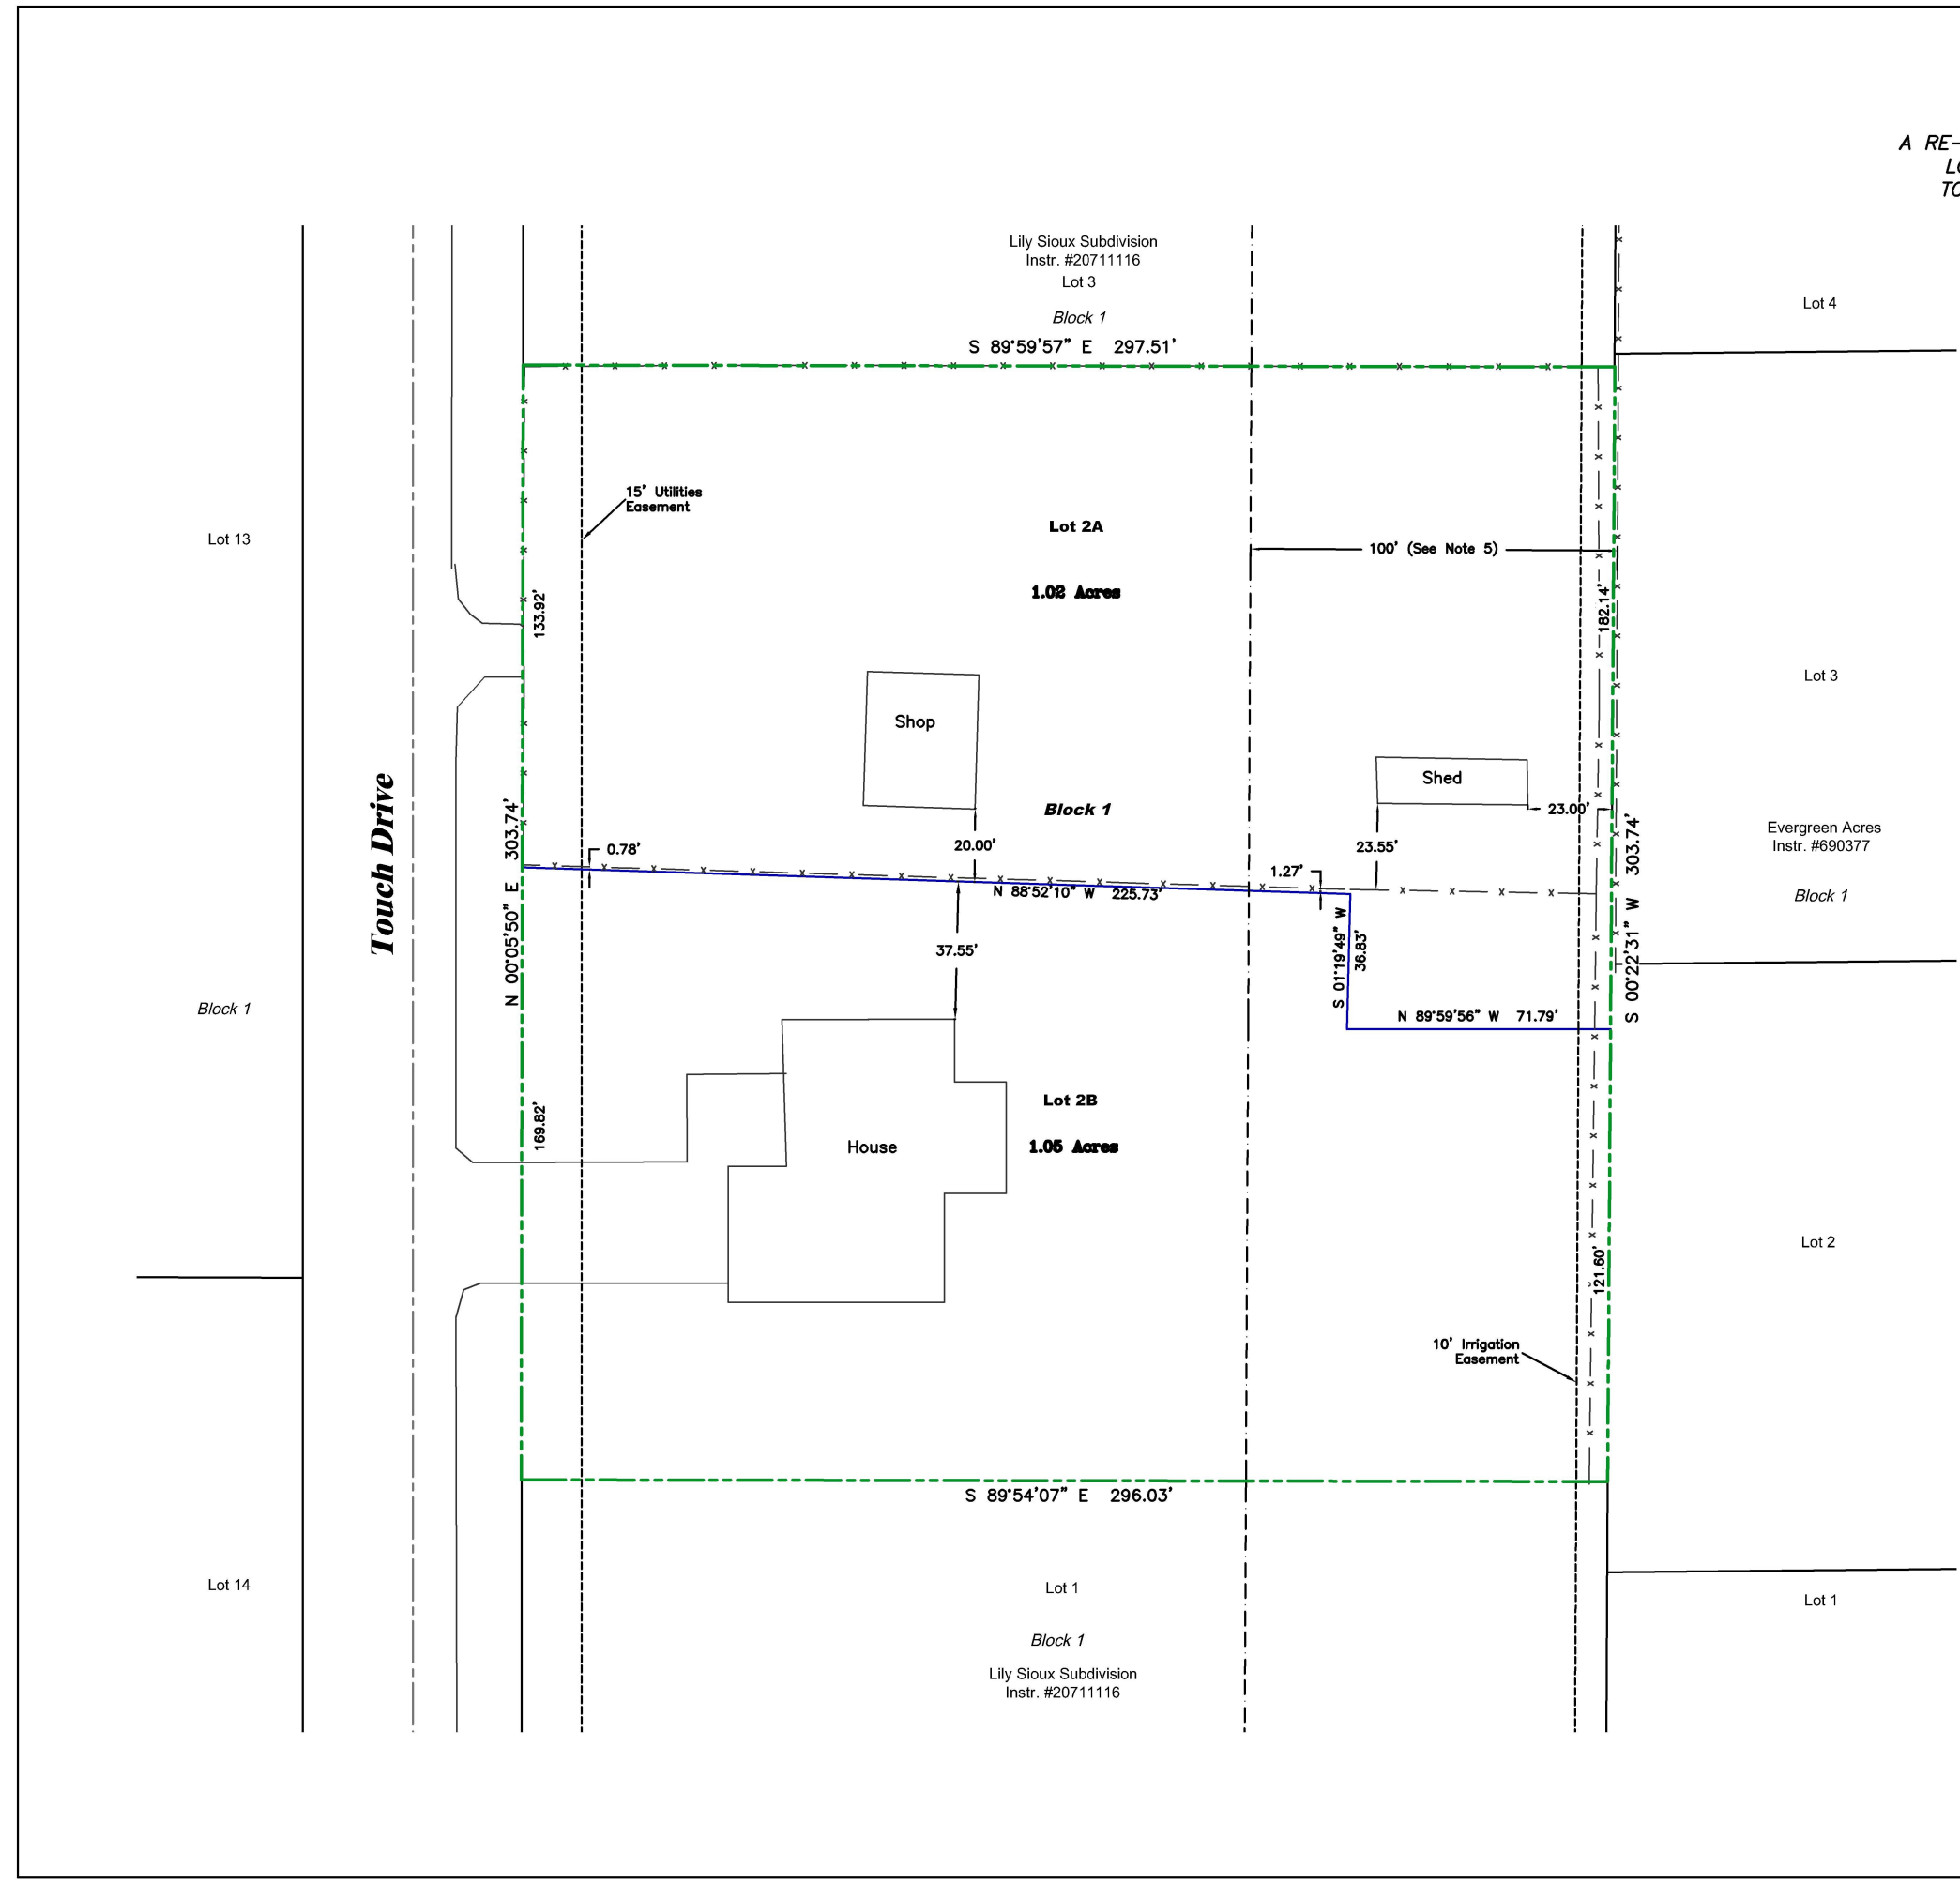 A RE-
LO
TO
Lily Sioux Subdivision
Instr. #20711116
Lot 3
Block 1
S 89°59'57" E 297.51'
Lot 4
15' Utilities
Easement
Lot 13
Lot 2A
100' (See Note 5)
1.02 Acres
133.92'
182.14'
Lot 3
Shop
Shed
Block 1
23.00'
Touch Drive
N 00°05'50" E 303.74'
0.78'
20.00'
23.55'
1.27'
N 88°52'10" W 225.73'
S 00°22'31" W 303.74'
Evergreen Acres
Instr. #690377
Block 1
37.55'
S 01°19'49" W
36.83'
N 89°59'56" W 71.79'
Block 1
169.82'
Lot 2B
1.05 Acres
House
Lot 2
121.60'
10' Irrigation
Easement
S 89°54'07" E 296.03'
Lot 14
Lot 1
Lot 1
Block 1
Lily Sioux Subdivision
Instr. #20711116